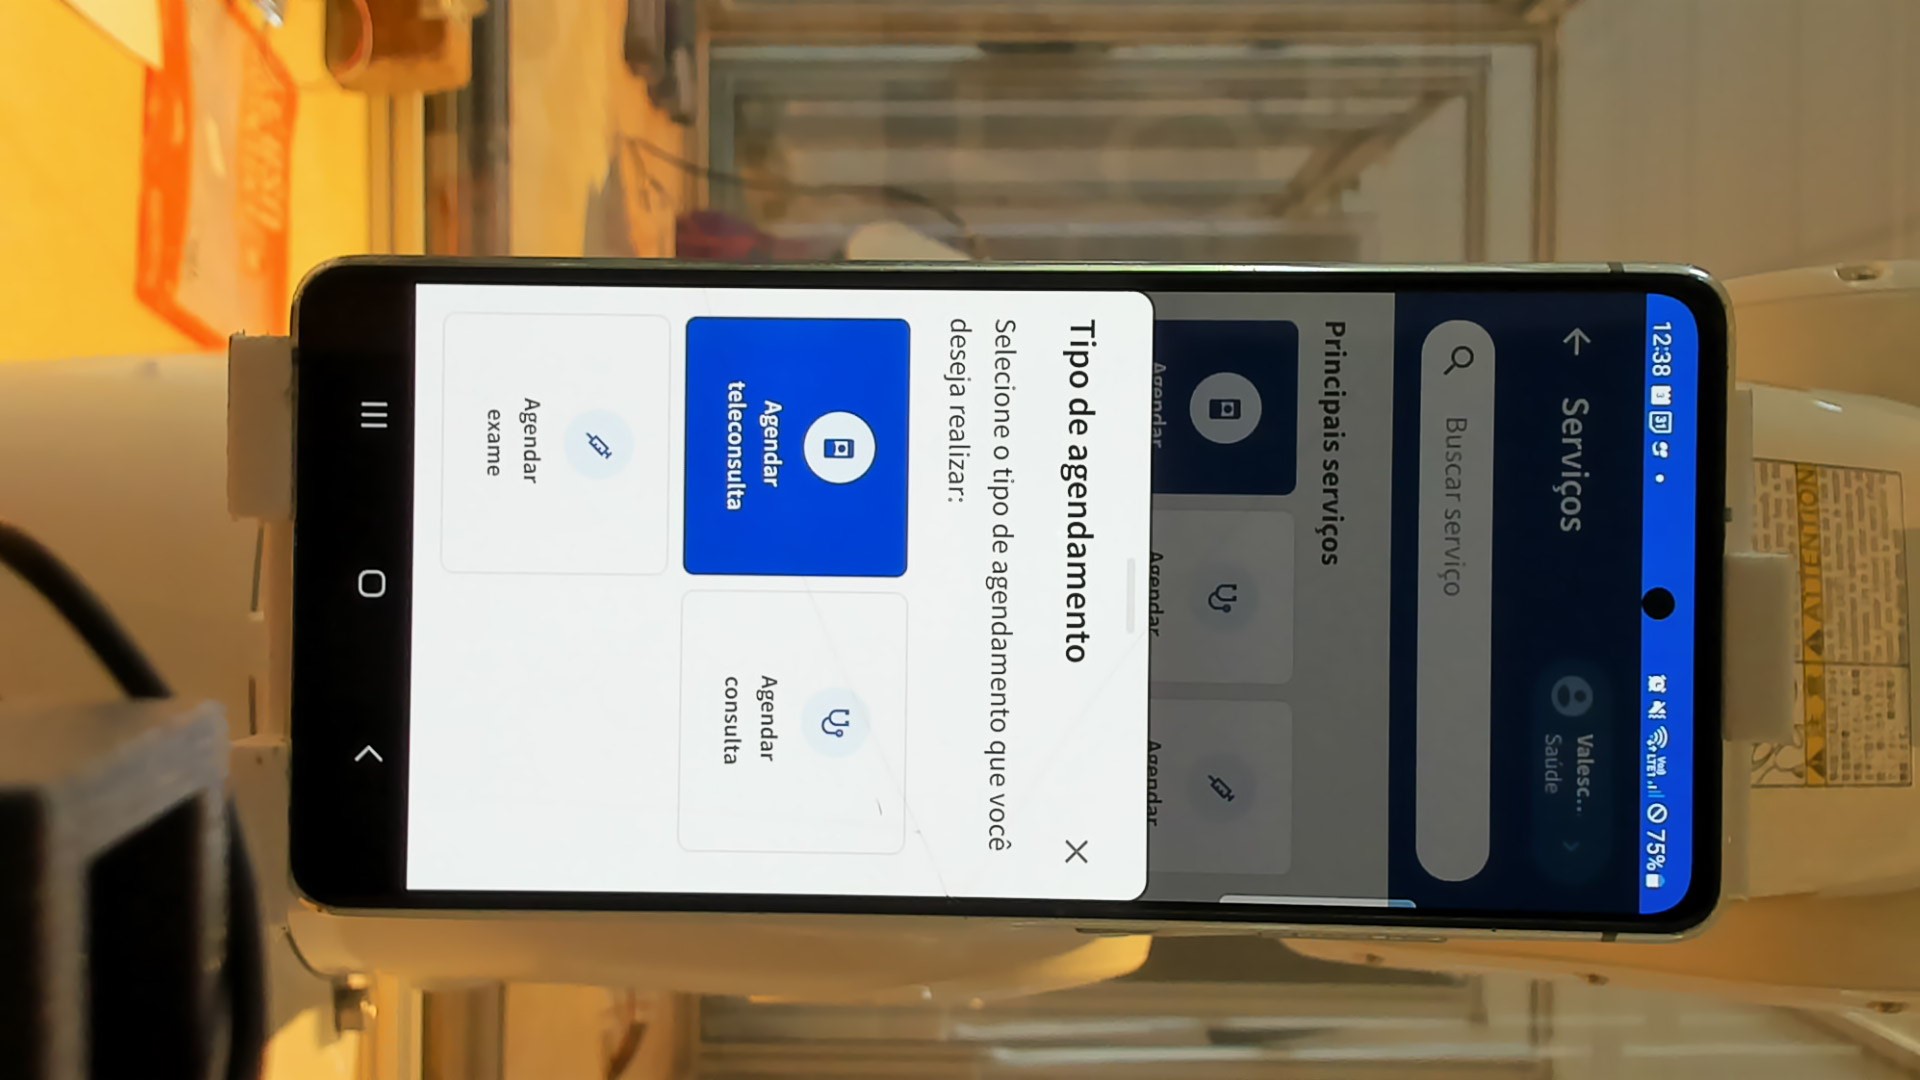 12:38
75%
Serviços
Valesc..
Saúde
Buscar serviço
Principais serviços
Agendar
Agendar
Agendar
Tipo de agendamento
Selecione o tipo de agendamento que você
deseja realizar:
Agendar
teleconsulta
Agendar
consulta
Agendar
exame
ATTENTION